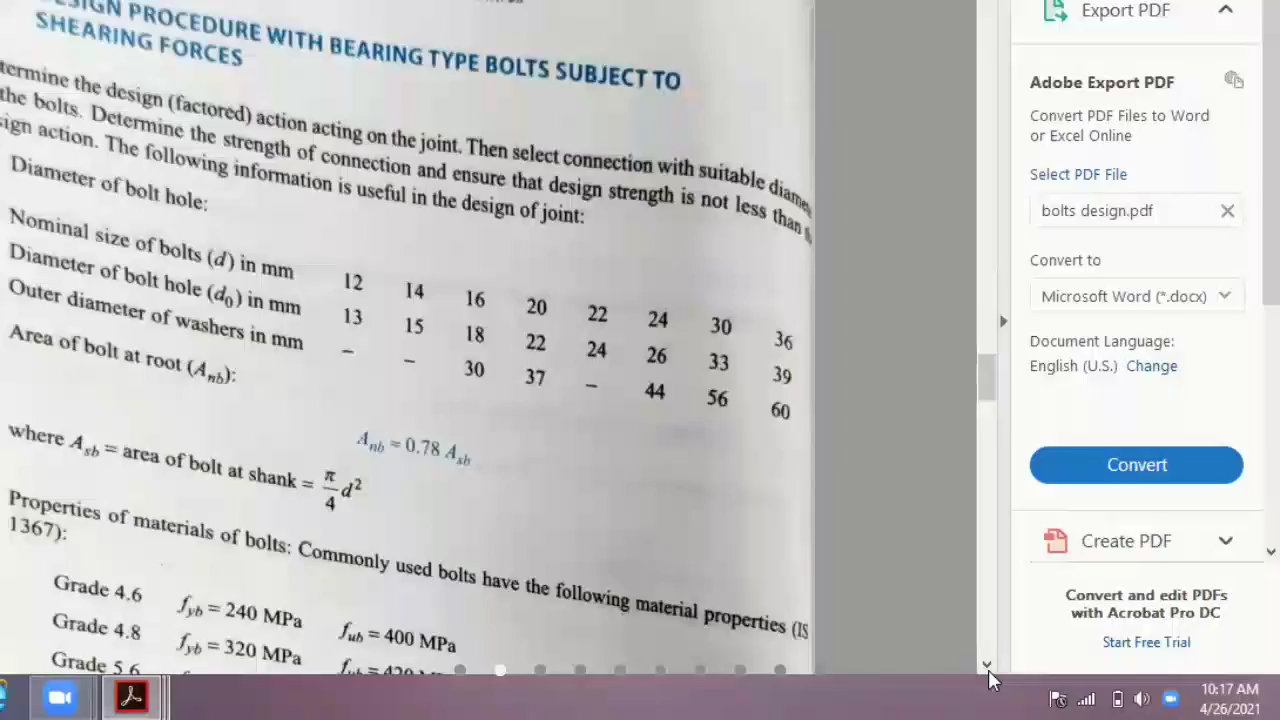 ESIGN PROCEDURE WITH BEARING TYPE BOLTS SUBJECT TO
SHEARING FORCES
termine the design (factored) action acting on the joint. Then select connection with suitable diame
the bolts. Determine the strength of connection and ensure that design strength is not less than
sign action. The following information is useful in the design of joint:
Diameter of bolt hole:
Nominal size of bolts (d) in mm 12 14 16 20 22 24 30 36
Diameter of bolt hole (d₀) in mm 13 15 18 22 24 26 33 39
Outer diameter of washers in mm – – 30 37 – 44 56 60
Area of bolt at root (Aₙb):
Anb = 0.78 Asb
where Asb = area of bolt at shank = π/4 d²
Properties of materials of bolts: Commonly used bolts have the following material properties (IS
1367):
Grade 4.6 fyb = 240 MPa fub = 400 MPa
Grade 4.8 fyb = 320 MPa fub = 420
Grade 5.6
Export PDF
Adobe Export PDF
Convert PDF Files to Word
or Excel Online
Select PDF File
bolts design.pdf
Convert to
Microsoft Word (*.docx)
Document Language:
English (U.S.) Change
Convert
Create PDF
Convert and edit PDFs
with Acrobat Pro DC
Start Free Trial
10:17 AM
4/26/2021